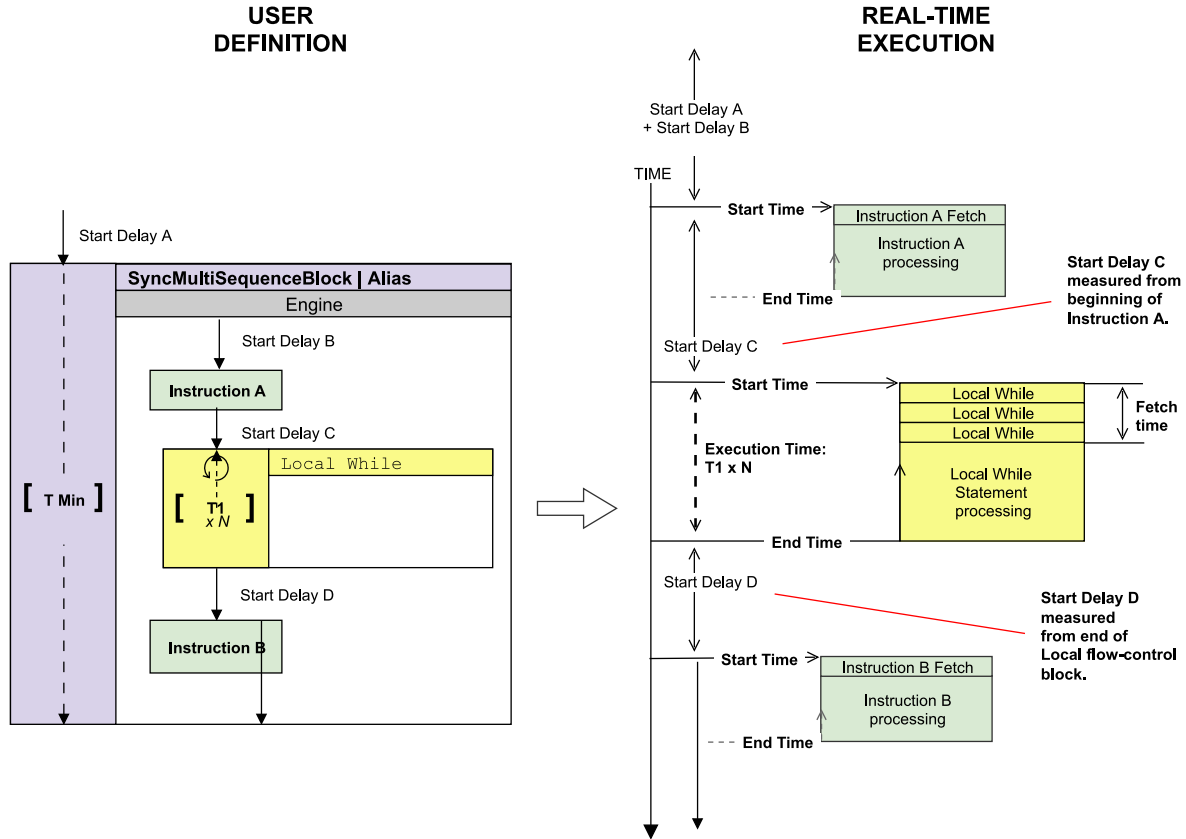 USER
DEFINITION
Start Delay A
SyncMultiSequenceBlock | Alias
Engine
Start Delay B
Instruction A
Start Delay C
Local While
[ T Min ]
[ T1 ]
x N
Start Delay D
Instruction B
REAL-TIME
EXECUTION
Start Delay A
+ Start Delay B
TIME
Start Time
Instruction A Fetch
Instruction A
processing
End Time
Start Delay C
measured from
beginning of
Instruction A.
Start Delay C
Start Time
Local While
Local While
Local While
Fetch
time
Execution Time:
T1 x N
Local While
Statement
processing
End Time
Start Delay D
Start Delay D
measured
from end of
Local flow-control
block.
Start Time
Instruction B Fetch
Instruction B
processing
End Time